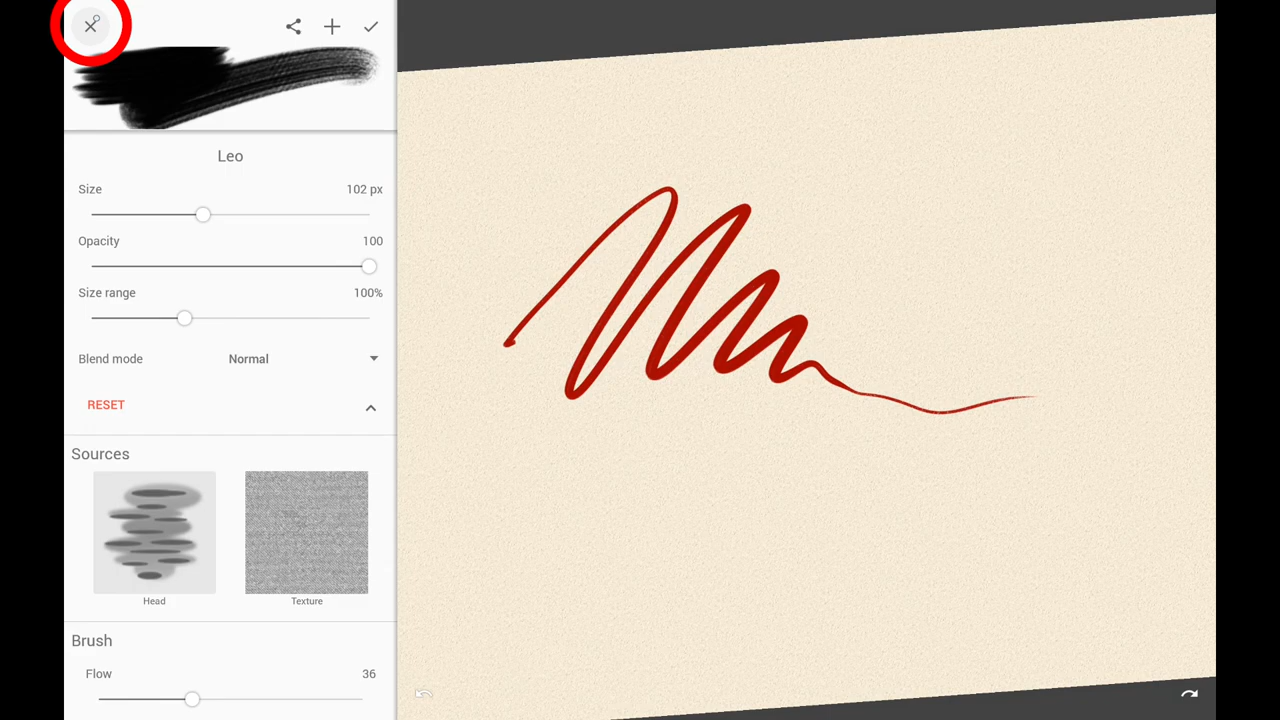 Leo
Size 102 px
Opacity 100
Size range 100%
Blend mode Normal
RESET
Sources
Head Texture
Brush
Flow 36